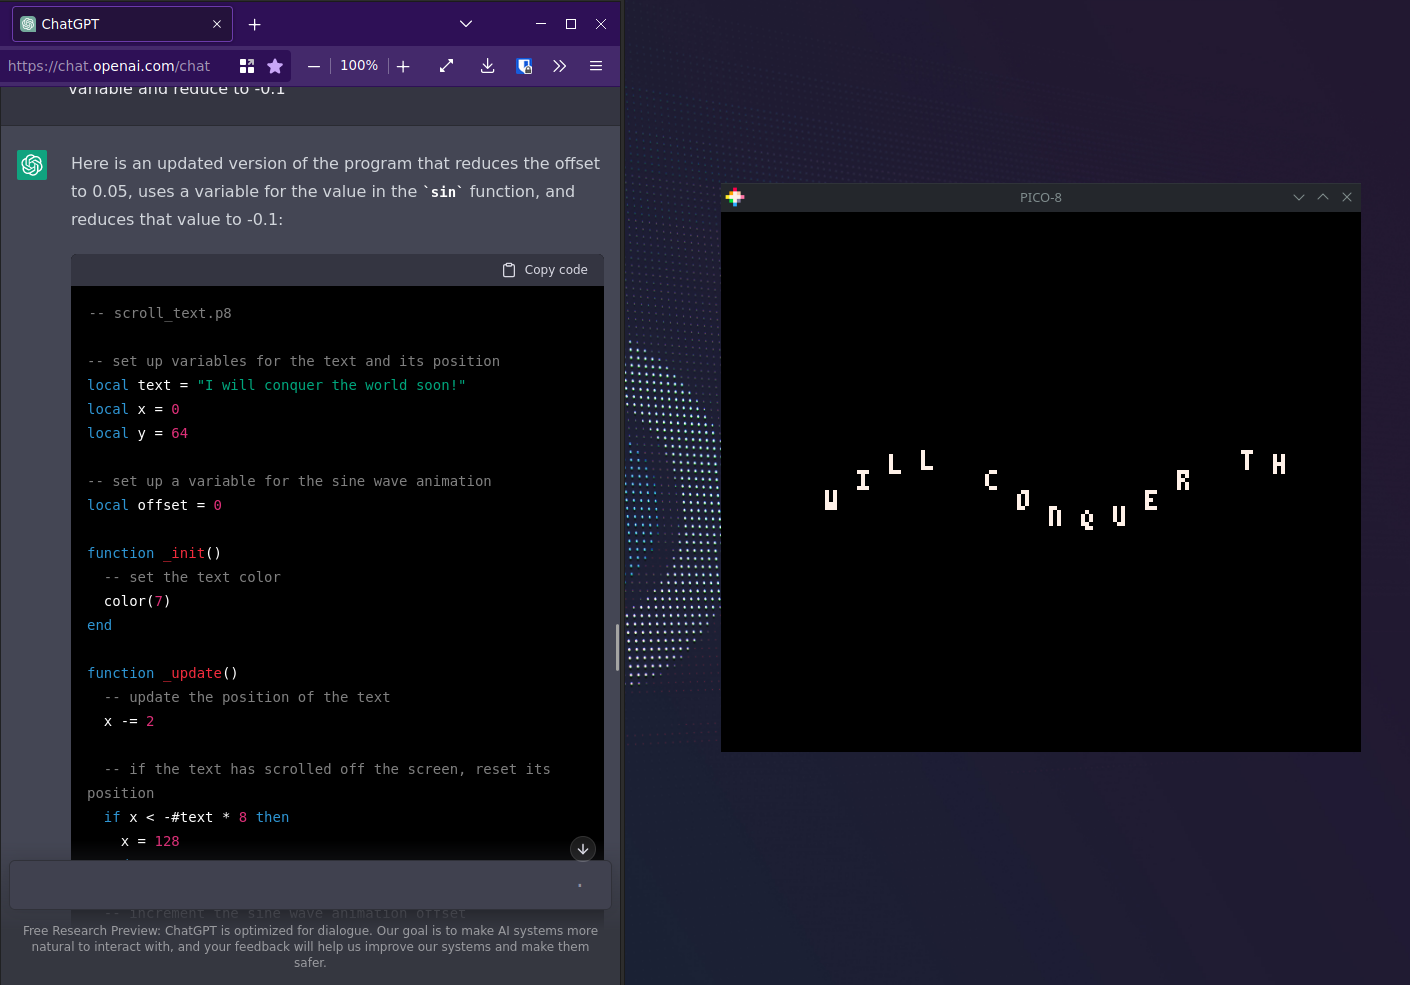 ChatGPT
https://chat.openai.com/chat
100%
variable and reduce to -0.1
Here is an updated version of the program that reduces the offset
to 0.05, uses a variable for the value in the `sin` function, and
reduces that value to -0.1:
Copy code
-- scroll_text.p8
-- set up variables for the text and its position
local text = "I will conquer the world soon!"
local x = 0
local y = 64
-- set up a variable for the sine wave animation
local offset = 0
function _init()
-- set the text color
color(7)
end
function _update()
-- update the position of the text
x -= 2
-- if the text has scrolled off the screen, reset its
position
if x < -#text * 8 then
x = 128
-- increment the sine wave animation offset
Free Research Preview: ChatGPT is optimized for dialogue. Our goal is to make AI systems more
natural to interact with, and your feedback will help us improve our systems and make them
safer.
PICO-8
WILL CONQUER TH